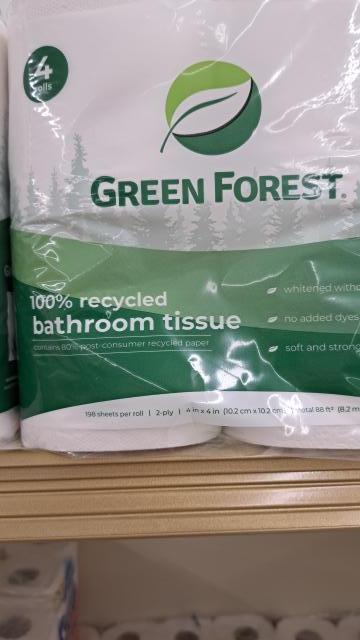 4
rolls
GREEN FOREST.
100% recycled
bathroom tissue
contains 80% post-consumer recycled paper
whitened witho
no added dyes
soft and strong
198 sheets per roll | 2-ply | 4 in x 4 in (10.2 cm x 10.2 cm) total 88 ft² (8.2 m